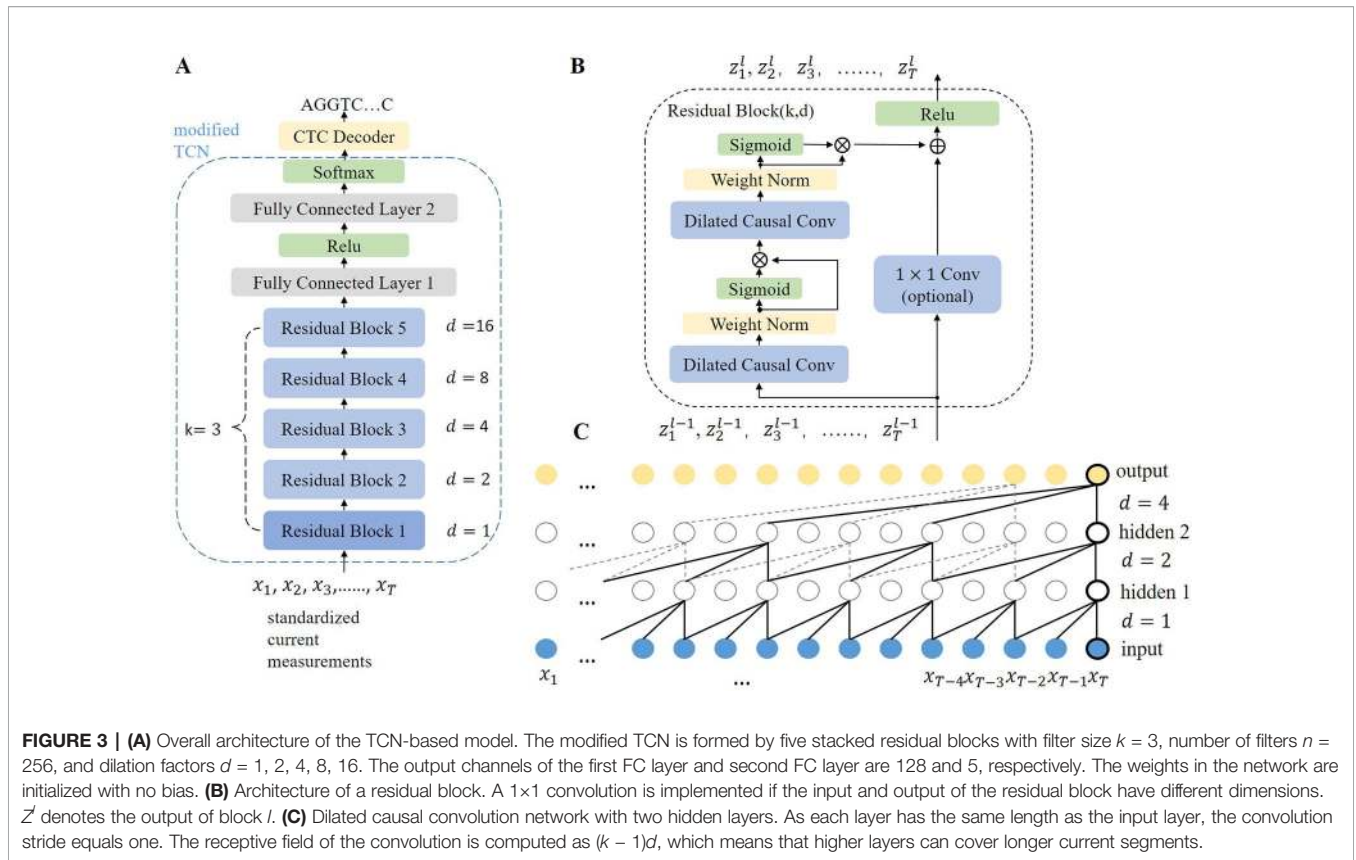 A
AGGTC...C
modified
TCN
CTC Decoder
Softmax
Fully Connected Layer 2
Relu
Fully Connected Layer 1
Residual Block 5 d =16
Residual Block 4 d = 8
k= 3
Residual Block 3 d = 4
Residual Block 2 d = 2
Residual Block 1 d = 1
x₁, x₂, x₃,......, x_T
standardized
current
measurements
B
z₁ˡ, z₂ˡ, z₃ˡ, ......, z_Tˡ
Residual Block(k,d)
Relu
Sigmoid
Weight Norm
Dilated Causal Conv
1 × 1 Conv
(optional)
Sigmoid
Weight Norm
Dilated Causal Conv
z₁ˡ⁻¹, z₂ˡ⁻¹, z₃ˡ⁻¹, ......, z_Tˡ⁻¹
C
... output
d = 4
... hidden 2
d = 2
... hidden 1
d = 1
... input
x₁ ... x_T₋₄ x_T₋₃ x_T₋₂ x_T₋₁ x_T
FIGURE 3 | (A) Overall architecture of the TCN-based model. The modified TCN is formed by five stacked residual blocks with filter size k = 3, number of filters n =
256, and dilation factors d = 1, 2, 4, 8, 16. The output channels of the first FC layer and second FC layer are 128 and 5, respectively. The weights in the network are
initialized with no bias. (B) Architecture of a residual block. A 1×1 convolution is implemented if the input and output of the residual block have different dimensions.
Zˡ denotes the output of block l. (C) Dilated causal convolution network with two hidden layers. As each layer has the same length as the input layer, the convolution
stride equals one. The receptive field of the convolution is computed as (k − 1)d, which means that higher layers can cover longer current segments.